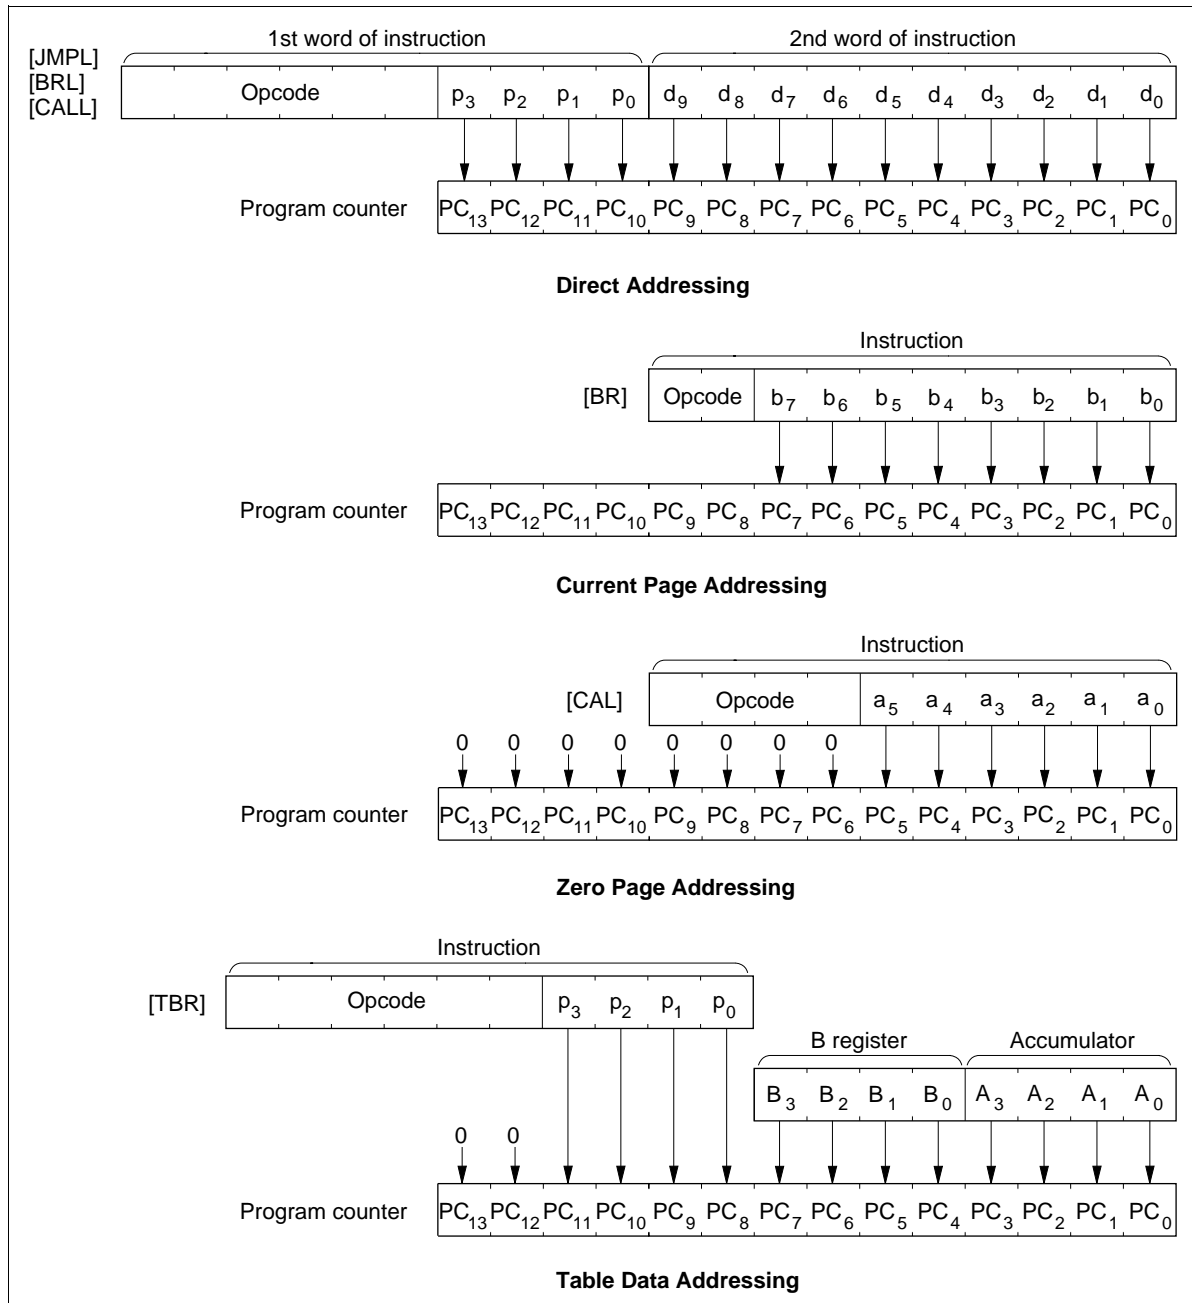 1st word of instruction 2nd word of instruction
[JMPL]
[BRL]
[CALL]
Opcode p3 p2 p1 p0 d9 d8 d7 d6 d5 d4 d3 d2 d1 d0
Program counter PC13 PC12 PC11 PC10 PC9 PC8 PC7 PC6 PC5 PC4 PC3 PC2 PC1 PC0
Direct Addressing
Instruction
[BR] Opcode b7 b6 b5 b4 b3 b2 b1 b0
Program counter PC13 PC12 PC11 PC10 PC9 PC8 PC7 PC6 PC5 PC4 PC3 PC2 PC1 PC0
Current Page Addressing
Instruction
[CAL] Opcode a5 a4 a3 a2 a1 a0
0 0 0 0 0 0 0 0
Program counter PC13 PC12 PC11 PC10 PC9 PC8 PC7 PC6 PC5 PC4 PC3 PC2 PC1 PC0
Zero Page Addressing
Instruction
[TBR] Opcode p3 p2 p1 p0
B register Accumulator
B3 B2 B1 B0 A3 A2 A1 A0
0 0
Program counter PC13 PC12 PC11 PC10 PC9 PC8 PC7 PC6 PC5 PC4 PC3 PC2 PC1 PC0
Table Data Addressing